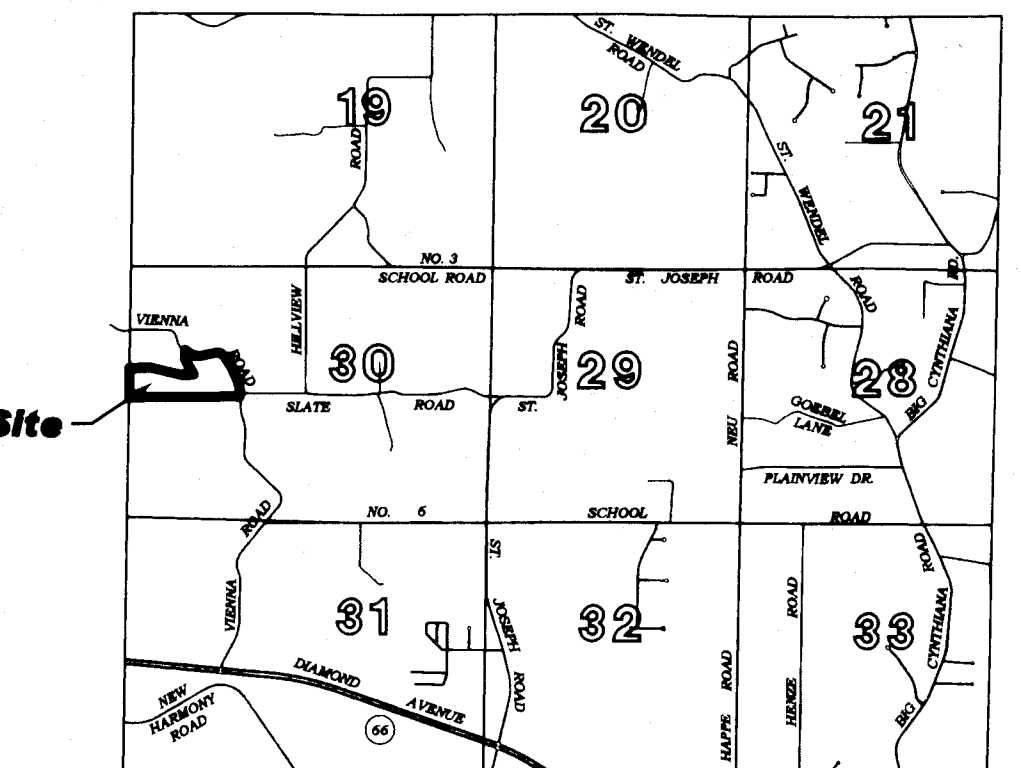 ST. WENDEL
ROAD
19
20
21
ROAD
ST. WENDEL
NO. 3
SCHOOL ROAD
ST. JOSEPH ROAD
RD.
ROAD
VIENNA
ROAD
HILLVIEW
30
JOSEPH ROAD
29
NEU ROAD
28
BIG CYNTHIANA
Site
SLATE ROAD
ST.
GOEBEL
LANE
PLAINVIEW DR.
ROAD
NO. 6 SCHOOL ROAD
ST. JOSEPH ROAD
VIENNA
31
32
33
HAPPE ROAD
HENZE ROAD
BIG CYNTHIANA ROAD
DIAMOND AVENUE
NEW
HARMONY
ROAD
66